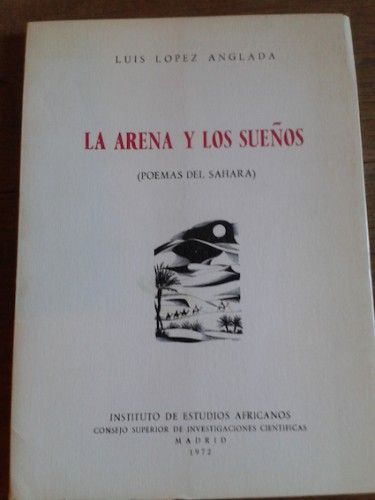 LUIS LOPEZ ANGLADA
LA ARENA Y LOS SUEÑOS
(POEMAS DEL SAHARA)
INSTITUTO DE ESTUDIOS AFRICANOS
CONSEJO SUPERIOR DE INVESTIGACIONES CIENTIFICAS
MADRID
1972